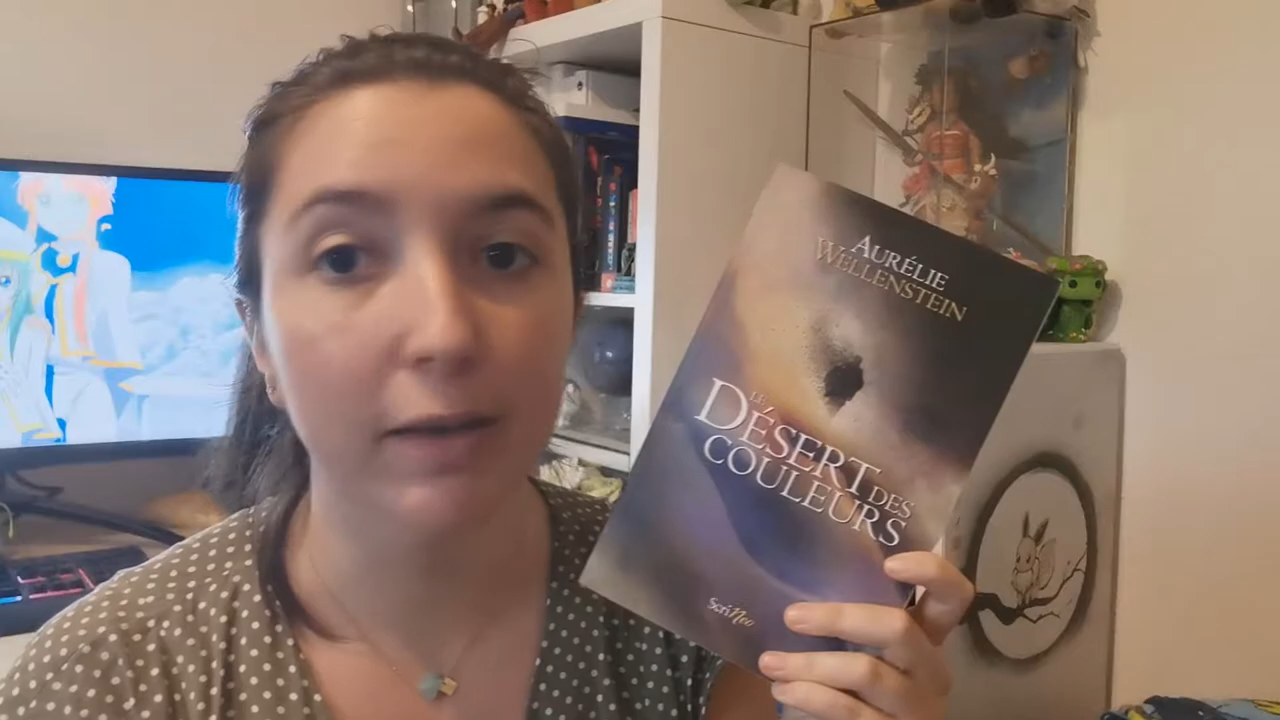 AURÉLIE
WELLENSTEIN
LE
DÉSERT DES
COULEURS
ScriNeo